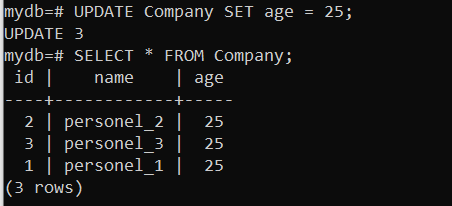 mydb=# UPDATE Company SET age = 25;
UPDATE 3
mydb=# SELECT * FROM Company;
 id |    name    | age
----+------------+-----
  2 | personel_2 |  25
  3 | personel_3 |  25
  1 | personel_1 |  25
(3 rows)